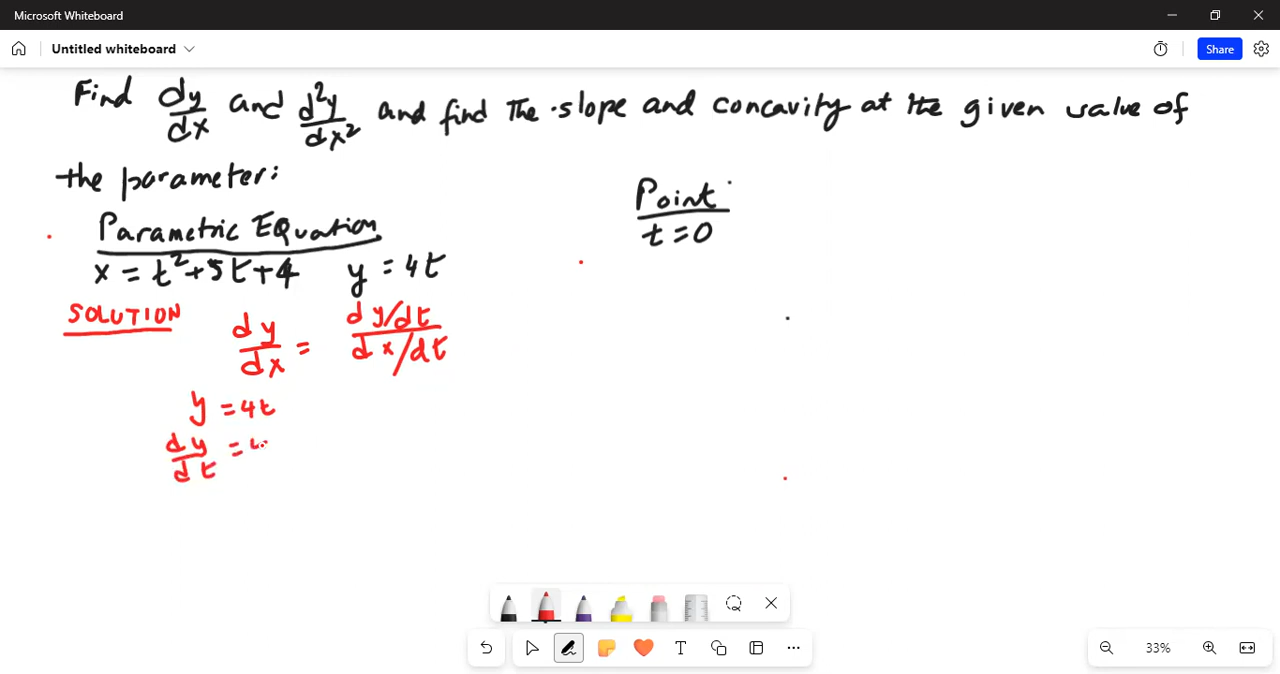 Microsoft Whiteboard
Untitled whiteboard
Share
Find dy/dx and d²y/dx² and find the slope and concavity at the given value of
the parameter:
Point
Parametric Equation
t = 0
x = t² + 5t + 4 y = 4t
SOLUTION
dy/dx = (dy/dt)/(dx/dt)
y = 4t
dy/dt = 4
33%